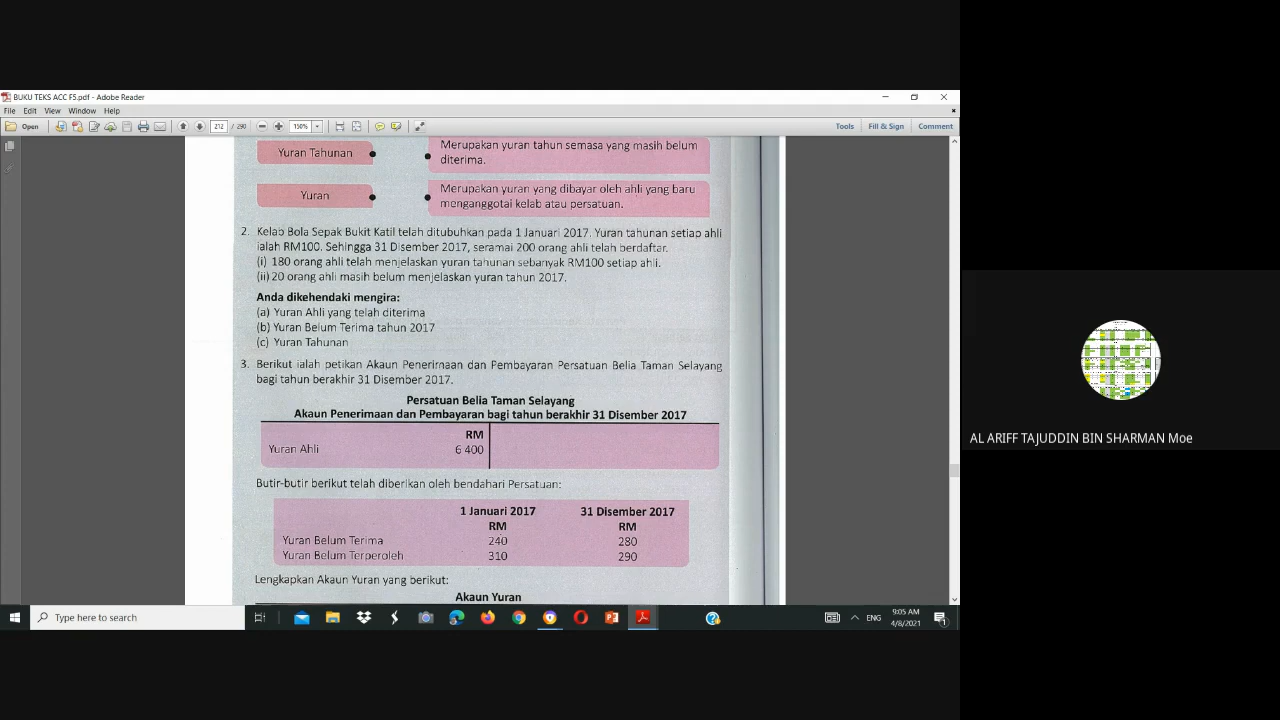 BUKU TEKS ACC F5.pdf - Adobe Reader
File Edit View Window Help
Open 212 / 290 150% Tools Fill & Sign Comment
Yuran Tahunan
Merupakan yuran tahun semasa yang masih belum
diterima.
Yuran
Merupakan yuran yang dibayar oleh ahli yang baru
menganggotai kelab atau persatuan.
2. Kelab Bola Sepak Bukit Katil telah ditubuhkan pada 1 Januari 2017. Yuran tahunan setiap ahli
ialah RM100. Sehingga 31 Disember 2017, seramai 200 orang ahli telah berdaftar.
(i) 180 orang ahli telah menjelaskan yuran tahunan sebanyak RM100 setiap ahli.
(ii) 20 orang ahli masih belum menjelaskan yuran tahun 2017.
Anda dikehendaki mengira:
(a) Yuran Ahli yang telah diterima
(b) Yuran Belum Terima tahun 2017
(c) Yuran Tahunan
3. Berikut ialah petikan Akaun Penerimaan dan Pembayaran Persatuan Belia Taman Selayang
bagi tahun berakhir 31 Disember 2017.
Persatuan Belia Taman Selayang
Akaun Penerimaan dan Pembayaran bagi tahun berakhir 31 Disember 2017
RM
Yuran Ahli 6 400
Butir-butir berikut telah diberikan oleh bendahari Persatuan:
1 Januari 2017 31 Disember 2017
RM RM
Yuran Belum Terima 240 280
Yuran Belum Terperoleh 310 290
Lengkapkan Akaun Yuran yang berikut:
Akaun Yuran
Type here to search
ENG
9:05 AM
4/8/2021
AL ARIFF TAJUDDIN BIN SHARMAN Moe